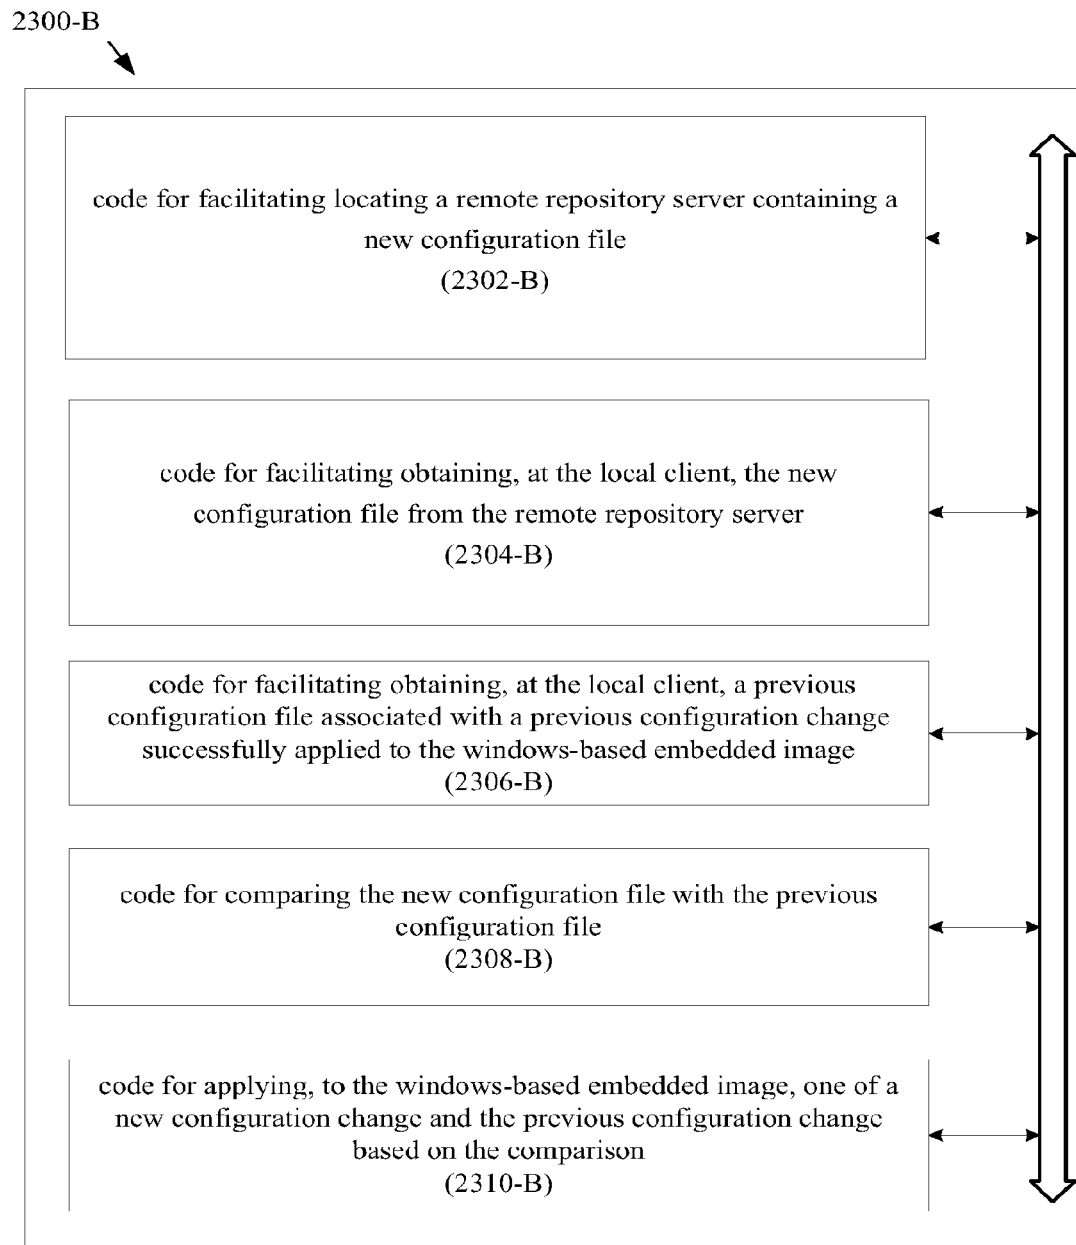 2300-B
code for facilitating locating a remote repository server containing a
new configuration file
(2302-B)
code for facilitating obtaining, at the local client, the new
configuration file from the remote repository server
(2304-B)
code for facilitating obtaining, at the local client, a previous
configuration file associated with a previous configuration change
successfully applied to the windows-based embedded image
(2306-B)
code for comparing the new configuration file with the previous
configuration file
(2308-B)
code for applying, to the windows-based embedded image, one of a
new configuration change and the previous configuration change
based on the comparison
(2310-B)